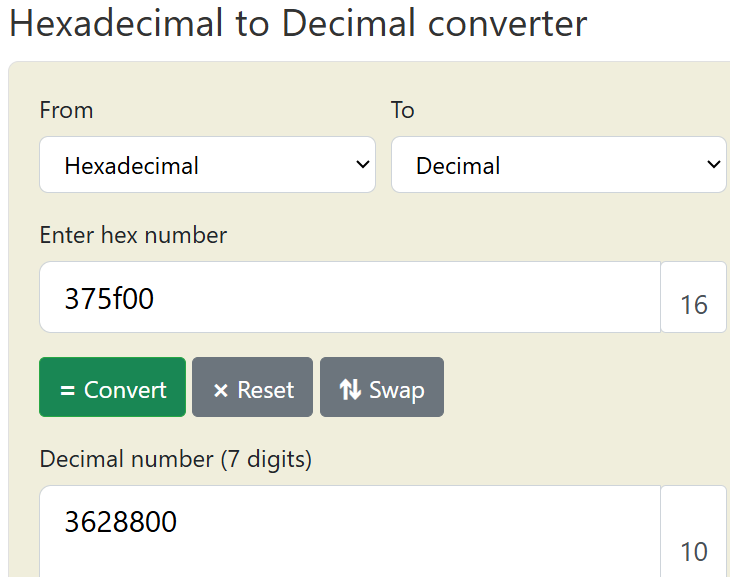 Hexadecimal to Decimal converter
From To
Hexadecimal Decimal
Enter hex number
375f00 16
= Convert × Reset ⇅ Swap
Decimal number (7 digits)
3628800
10